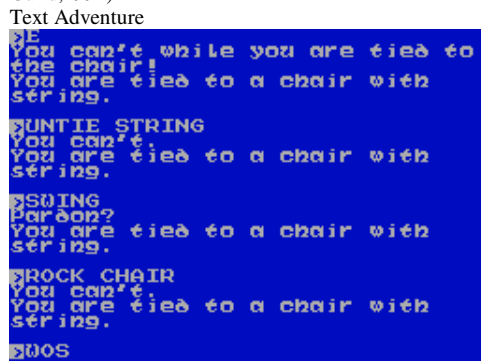 Text Adventure
>E
You can't while you are tied to
the chair!
You are tied to a chair with
string.
>UNTIE STRING
You can't.
You are tied to a chair with
string.
>SWING
Pardon?
You are tied to a chair with
string.
>ROCK CHAIR
You can't.
You are tied to a chair with
string.
>WOS